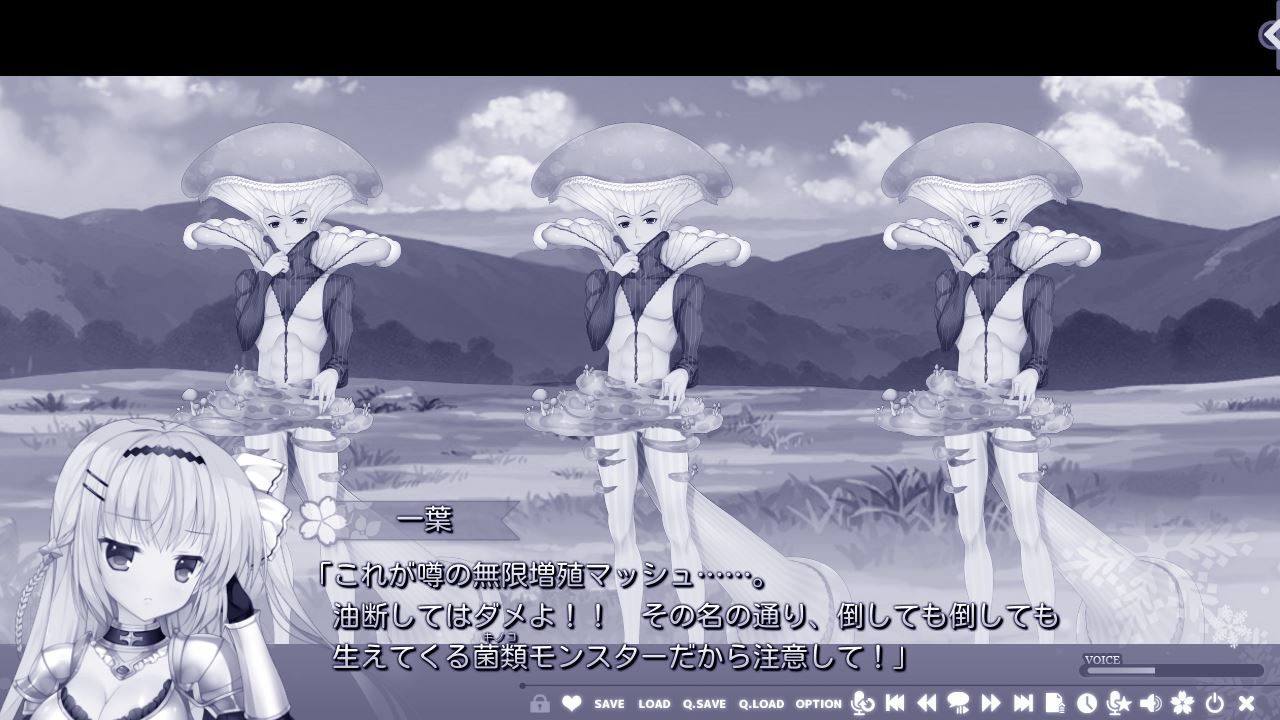 一葉
「これが噂の無限増殖マッシュ……。
油断してはダメよ！！　その名の通り、倒しても倒しても
キノコ
生えてくる菌類モンスターだから注意して！」
VOICE
SAVE LOAD Q.SAVE Q.LOAD OPTION